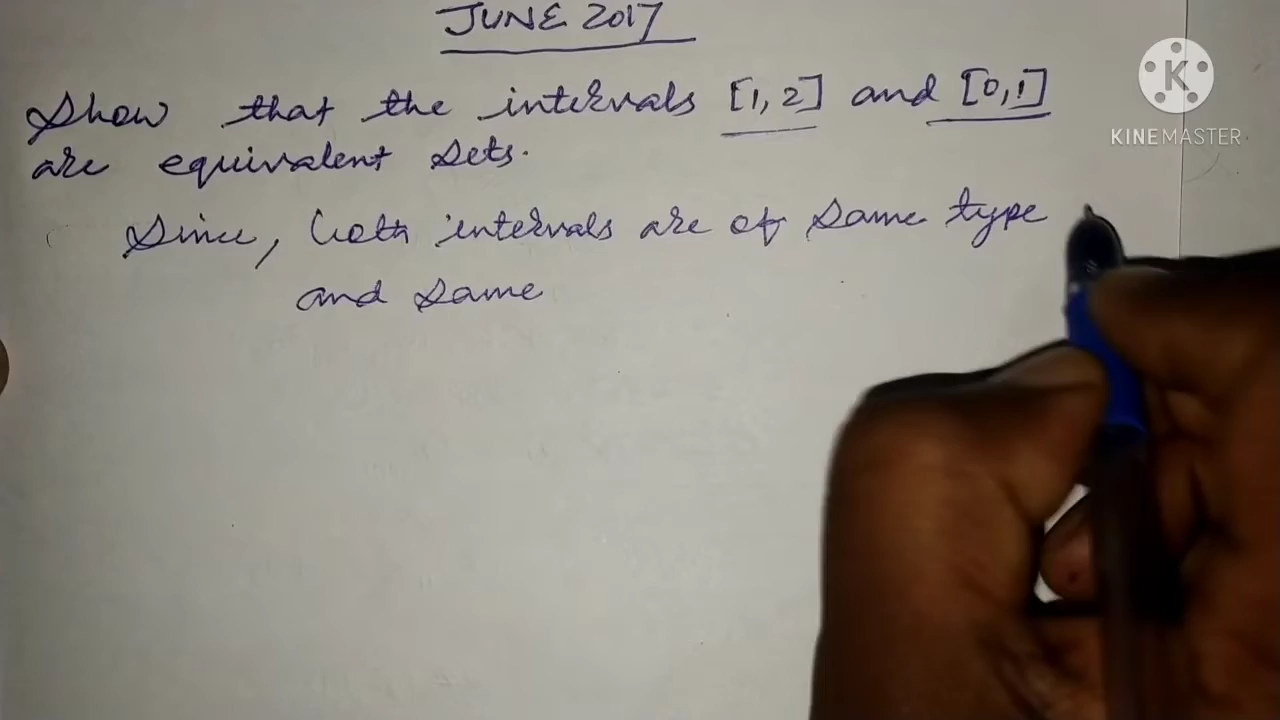 JUNE 2017
Show that the intervals [1, 2] and [0, 1]
are equivalent sets.
Since, both intervals are of same type
and same
K
KINEMASTER